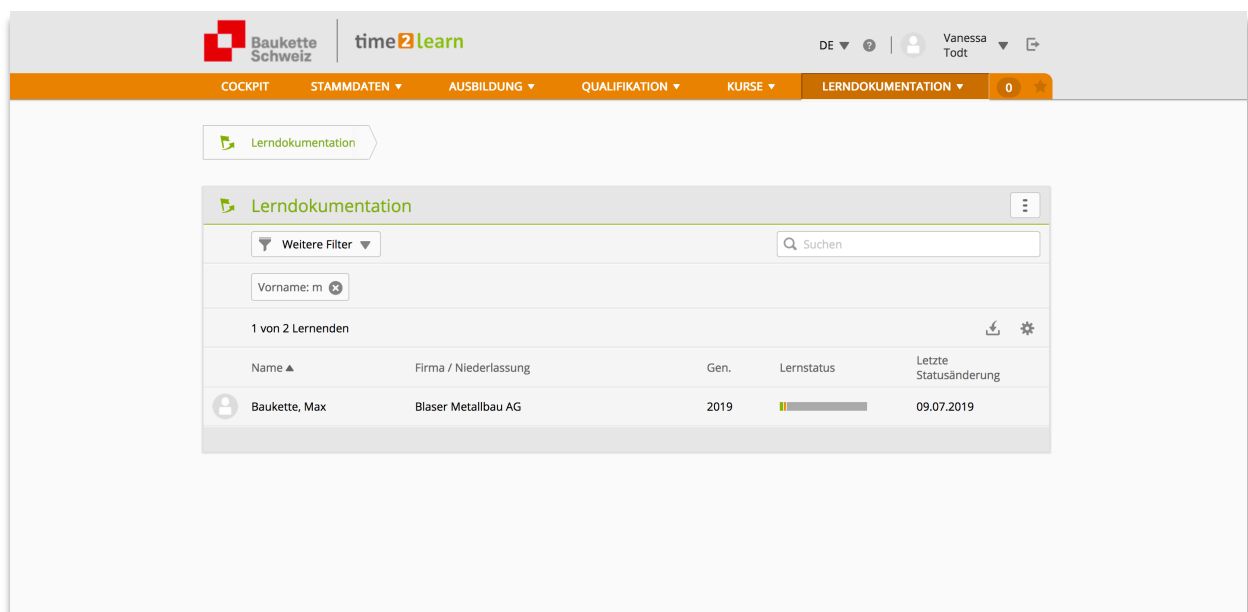 Baukette
Schweiz
time2learn
DE
Vanessa
Todt
COCKPIT STAMMDATEN AUSBILDUNG QUALIFIKATION KURSE LERNDOKUMENTATION 0
Lerndokumentation
Lerndokumentation
Weitere Filter
Suchen
Vorname: m
1 von 2 Lernenden
Name Firma / Niederlassung Gen. Lernstatus Letzte
Statusänderung
Baukette, Max Blaser Metallbau AG 2019 09.07.2019